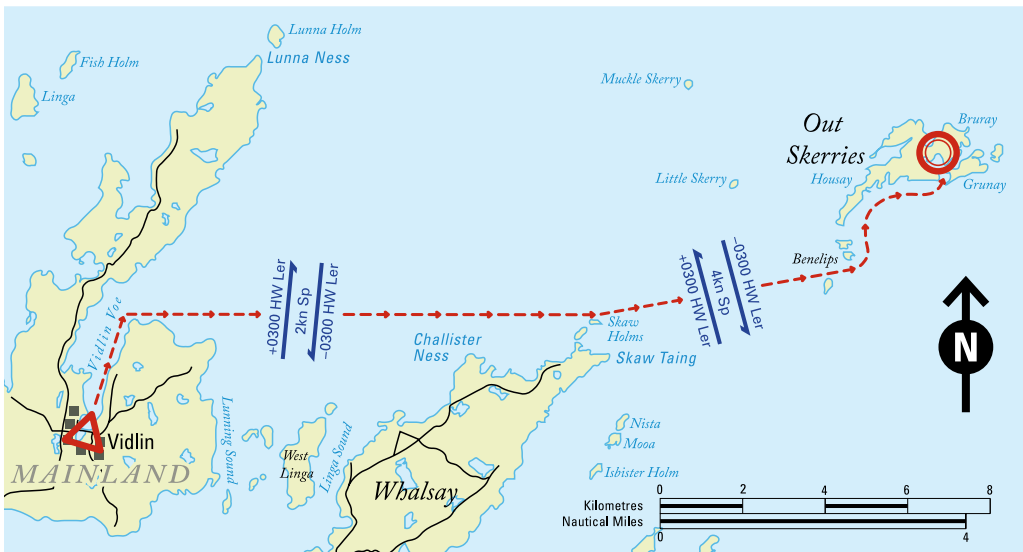 Lunna Holm
Lunna Ness
Fish Holm
Linga
Muckle Skerry
Out
Skerries
Bruray
Little Skerry
Housay
Grunay
+0300 HW Ler
2kn Sp
–0300 HW Ler
+0300 HW Ler
4kn Sp
–0300 HW Ler
Benelips
Vidlin Voe
Challister
Ness
Skaw
Holms
Skaw Taing
N
Vidlin
MAINLAND
Lunning Sound
West
Linga
Linga Sound
Whalsay
Nista
Mooa
Isbister Holm
0 2 4 6 8
Kilometres
Nautical Miles
0 4